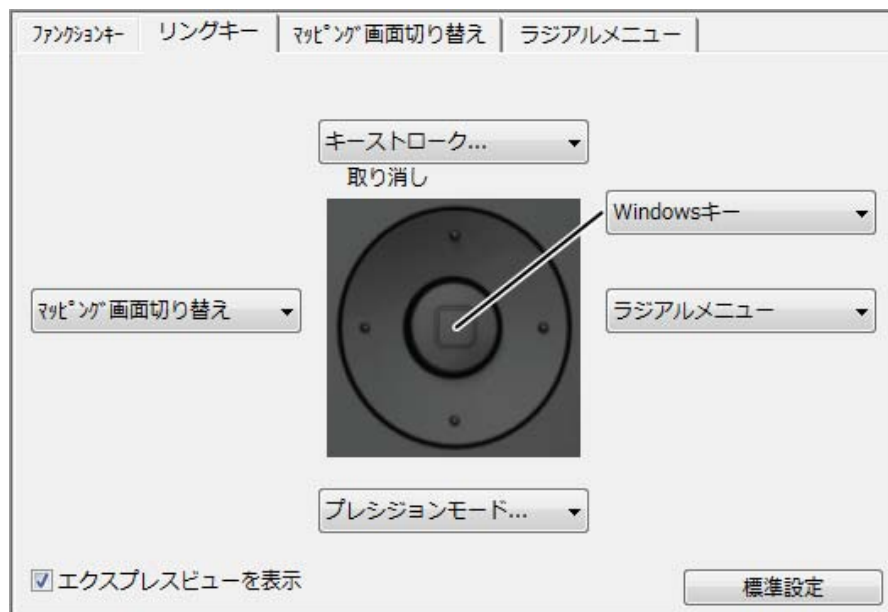 ファンクションキー リングキー マッピング画面切り替え ラジアルメニュー
キーストローク...
取り消し
Windowsキー
マッピング画面切り替え
ラジアルメニュー
プレシジョンモード...
エクスプレスビューを表示
標準設定